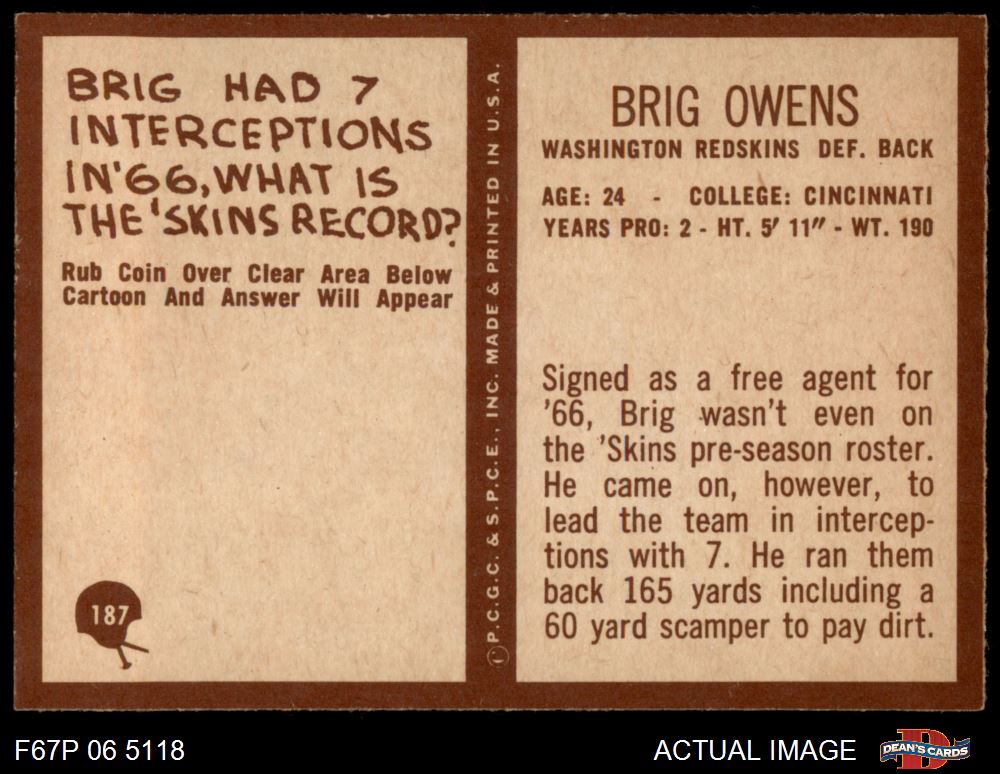 BRIG HAD 7
INTERCEPTIONS
IN '66, WHAT IS
THE 'SKINS RECORD?
Rub Coin Over Clear Area Below
Cartoon And Answer Will Appear
187
© P.C.G.C. & S.P.C.E., INC. MADE & PRINTED IN U.S.A.
BRIG OWENS
WASHINGTON REDSKINS DEF. BACK
AGE: 24 - COLLEGE: CINCINNATI
YEARS PRO: 2 - HT. 5' 11" - WT. 190
Signed as a free agent for
'66, Brig wasn't even on
the 'Skins pre-season roster.
He came on, however, to
lead the team in intercep-
tions with 7. He ran them
back 165 yards including a
60 yard scamper to pay dirt.
F67P 06 5118
ACTUAL IMAGE
DEAN'S CARDS